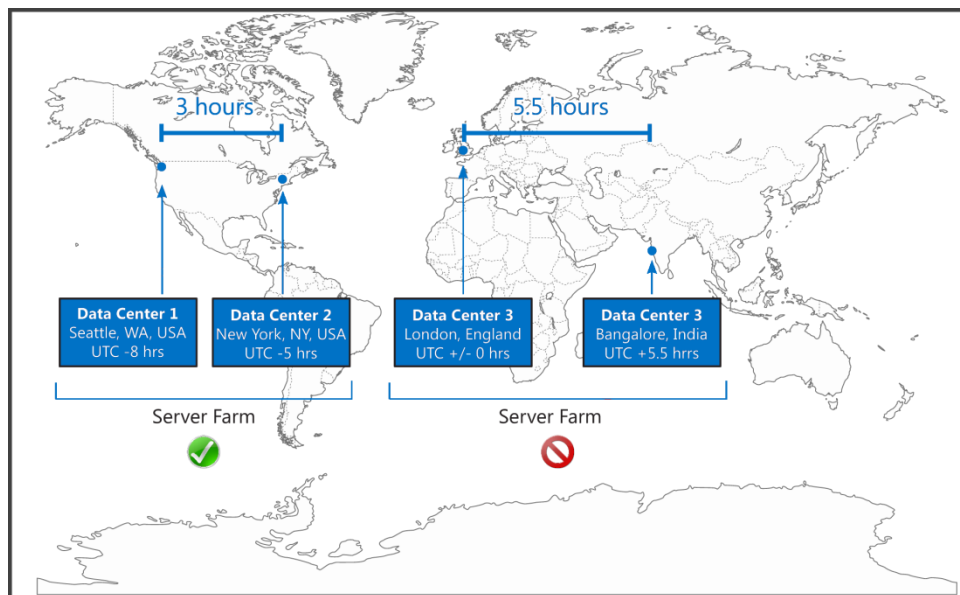 3 hours
5.5 hours
Data Center 1
Seattle, WA, USA
UTC -8 hrs
Data Center 2
New York, NY, USA
UTC -5 hrs
Data Center 3
London, England
UTC +/- 0 hrs
Data Center 3
Bangalore, India
UTC +5.5 hrrs
Server Farm
Server Farm